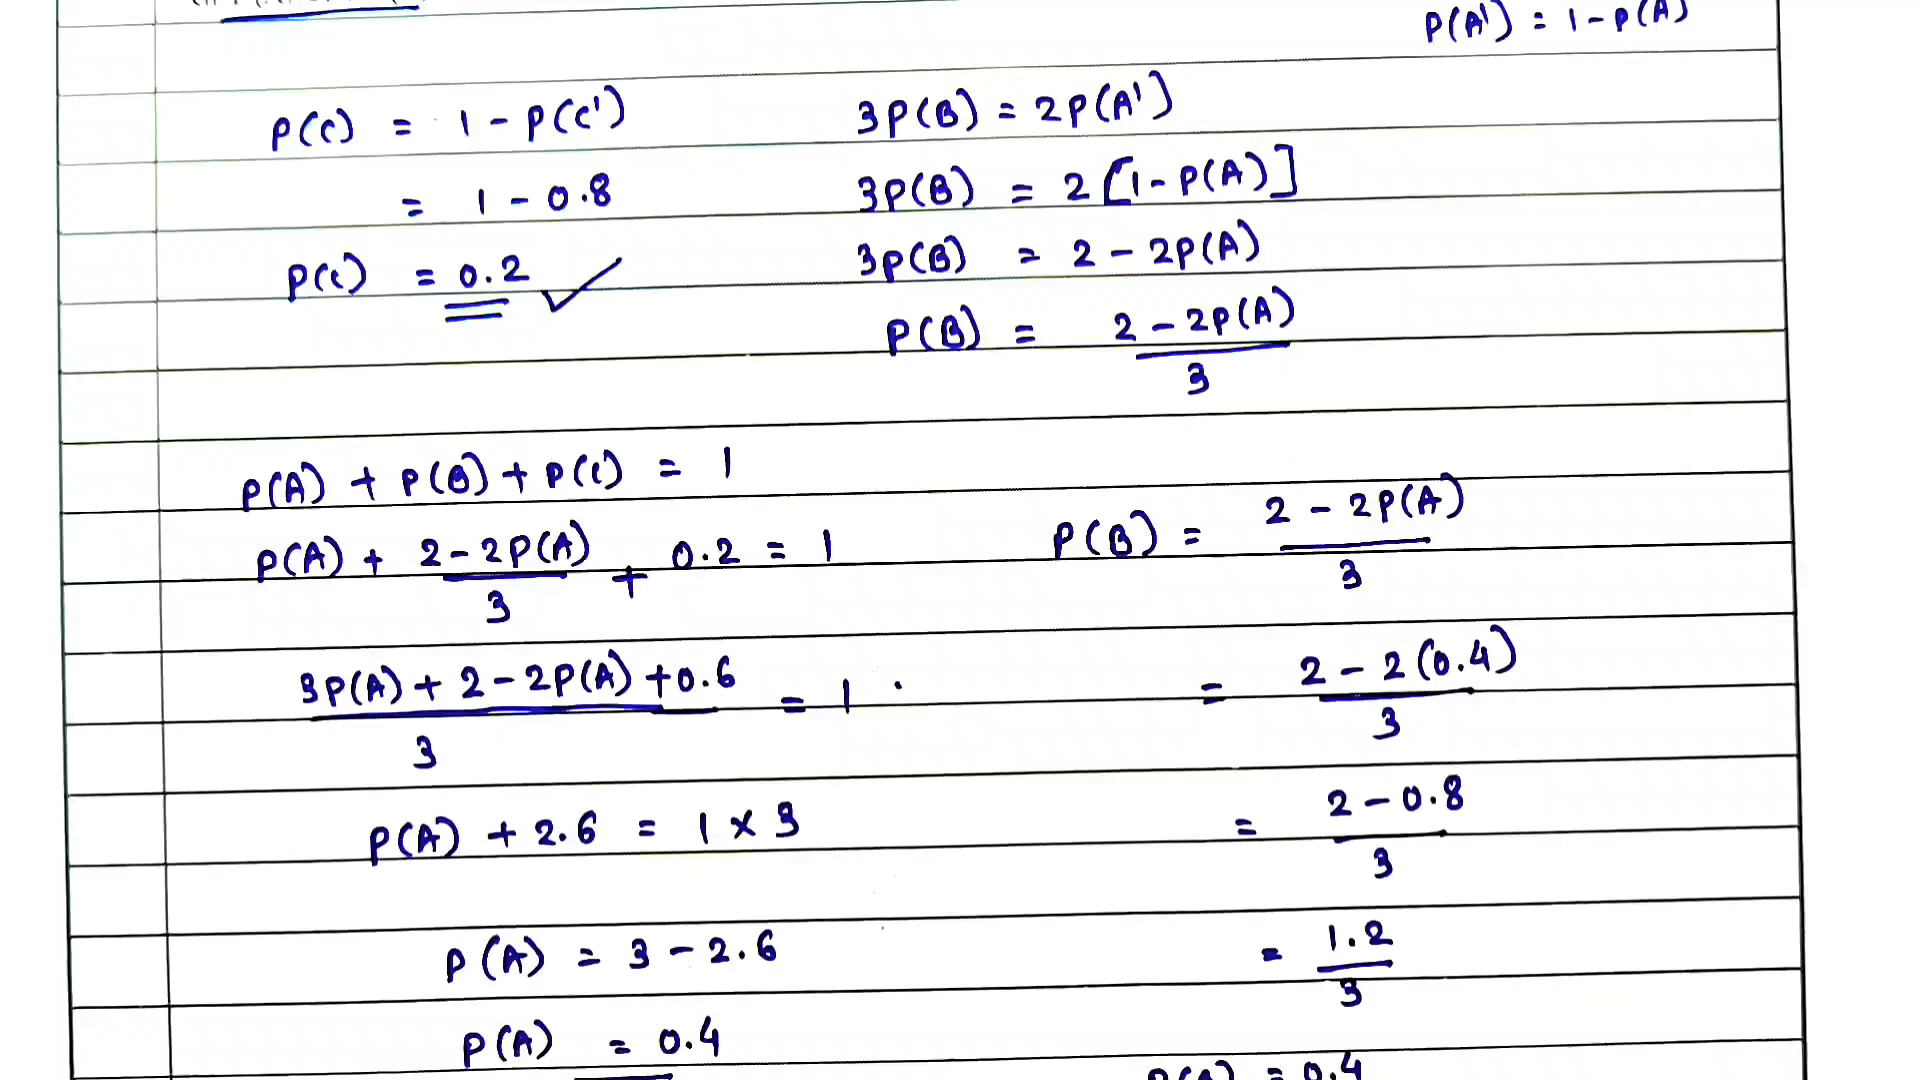 P(A') = 1 - P(A)
P(C) = 1 - P(C')
= 1 - 0.8
P(C) = 0.2 ✓
3P(B) = 2P(A')
3P(B) = 2[1 - P(A)]
3P(B) = 2 - 2P(A)
P(B) = 2 - 2P(A)
3
P(A) + P(B) + P(C) = 1
P(A) + 2 - 2P(A) + 0.2 = 1
3
3P(A) + 2 - 2P(A) + 0.6 = 1
3
P(A) + 2.6 = 1 × 3
P(A) = 3 - 2.6
P(A) = 0.4
P(B) = 2 - 2P(A)
3
= 2 - 2(0.4)
3
= 2 - 0.8
3
= 1.2
3
= 0.4